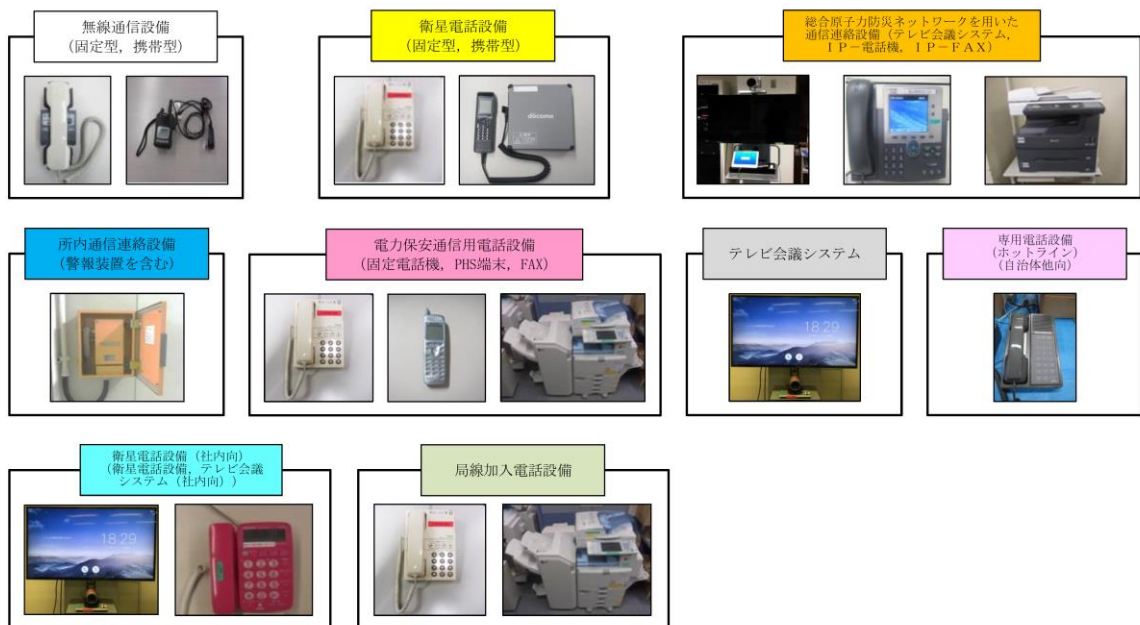 無線通信設備
(固定型，携帯型)
衛星電話設備
(固定型，携帯型)
総合原子力防災ネットワークを用いた
通信連絡設備（テレビ会議システム，
ＩＰ－電話機，ＩＰ－ＦＡＸ）
döcomo
所内通信連絡設備
(警報装置を含む)
電力保安通信用電話設備
(固定電話機, PHS端末, FAX)
テレビ会議システム
専用電話設備
(ホットライン)
(自治体他向)
18:29
衛星電話設備（社内向）
(衛星電話設備，テレビ会議
システム（社内向）)
局線加入電話設備
18:29